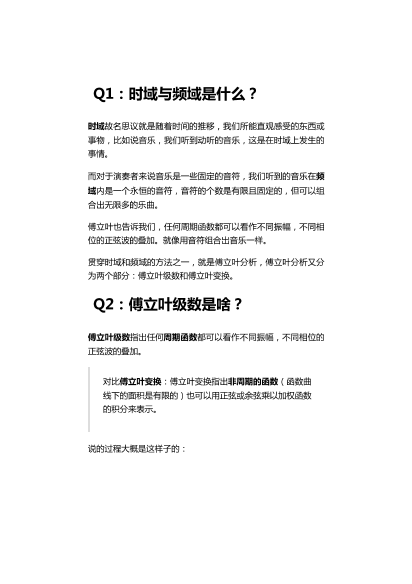 Q1：时域与频域是什么？
时域故名思议就是随着时间的推移，我们所能直观感受的东西或
事物，比如说音乐，我们听到动听的音乐，这是在时域上发生的
事情。
而对于演奏者来说音乐是一些固定的音符，我们听到的音乐在频
域内是一个永恒的音符，音符的个数是有限且固定的，但可以组
合出无限多的乐曲。
傅立叶也告诉我们，任何周期函数都可以看作不同振幅，不同相
位的正弦波的叠加。就像用音符组合出音乐一样。
贯穿时域和频域的方法之一，就是傅立叶分析，傅立叶分析又分
为两个部分：傅立叶级数和傅立叶变换。
Q2：傅立叶级数是啥？
傅立叶级数指出任何周期函数都可以看作不同振幅，不同相位的
正弦波的叠加。
对比傅立叶变换：傅立叶变换指出非周期的函数（函数曲
线下的面积是有限的）也可以用正弦或余弦乘以加权函数
的积分来表示。
说的过程大概是这样子的：